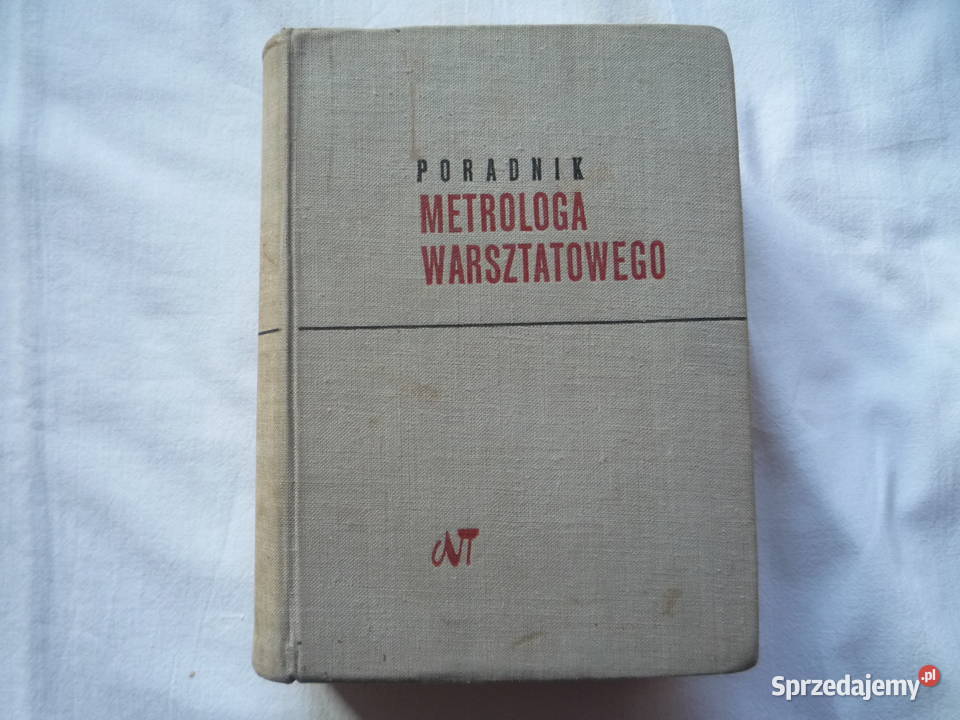 PORADNIK
METROLOGA
WARSZTATOWEGO
WNT
Sprzedajemy.pl